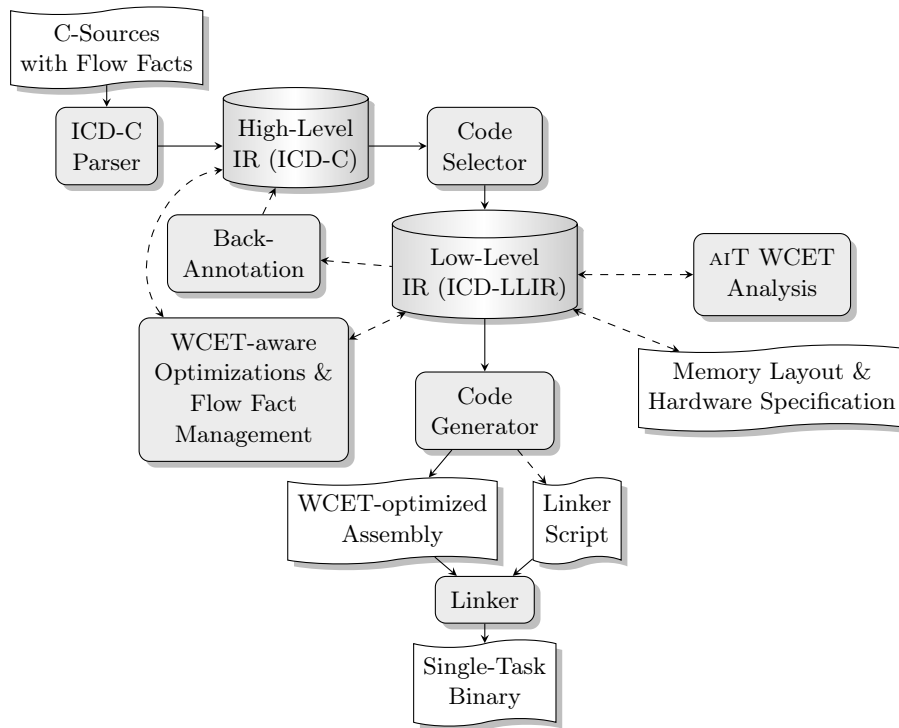 C-Sources
with Flow Facts
ICD-C
Parser
High-Level
IR (ICD-C)
Code
Selector
Back-
Annotation
Low-Level
IR (ICD-LLIR)
AIT WCET
Analysis
WCET-aware
Optimizations &
Flow Fact
Management
Memory Layout &
Hardware Specification
Code
Generator
WCET-optimized
Assembly
Linker
Script
Linker
Single-Task
Binary